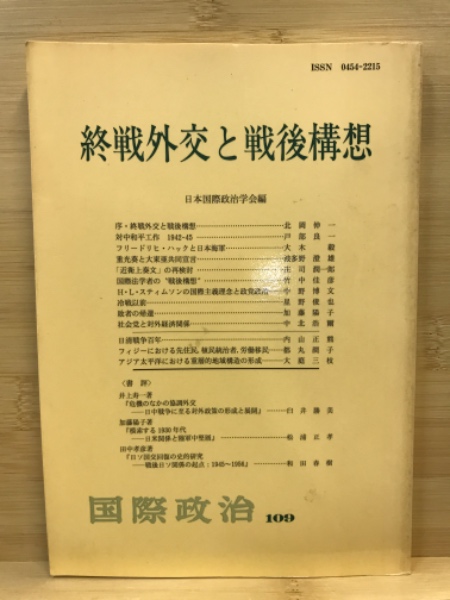 ISSN 0454-2215
終戦外交と戦後構想
日本国際政治学会編
序・終戦外交と戦後構想……北岡伸一
対中和平工作 1942-45……戸部良一
フリードリヒ・ハックと日本海軍……大木毅
重光葵と大東亜共同宣言……波多野澄雄
「近衛上奏文」の再検討……庄司潤一郎
国際法学者の“戦後構想”……竹中佳彦
H・L・スティムソンの国際主義理念と政党政治……中野博文
冷戦以前……星野俊也
敗者の帰還……加藤陽子
社会党と対外経済関係……中北浩爾
日清戦争百年……内山正熊
フィジーにおける先住民、植民統治者、労働移民……都丸潤子
アジア太平洋における重層的地域構造の形成……大庭三枝
〈書評〉
井上寿一著
『危機のなかの協調外交
――日中戦争に至る対外政策の形成と展開』……臼井勝美
加藤陽子著
『模索する1930年代
――日米関係と陸軍中堅層』……松浦正孝
田中孝彦著
『日ソ国交回復の史的研究
――戦後日ソ関係の起点:1945~1956』……和田春樹
国際政治 109